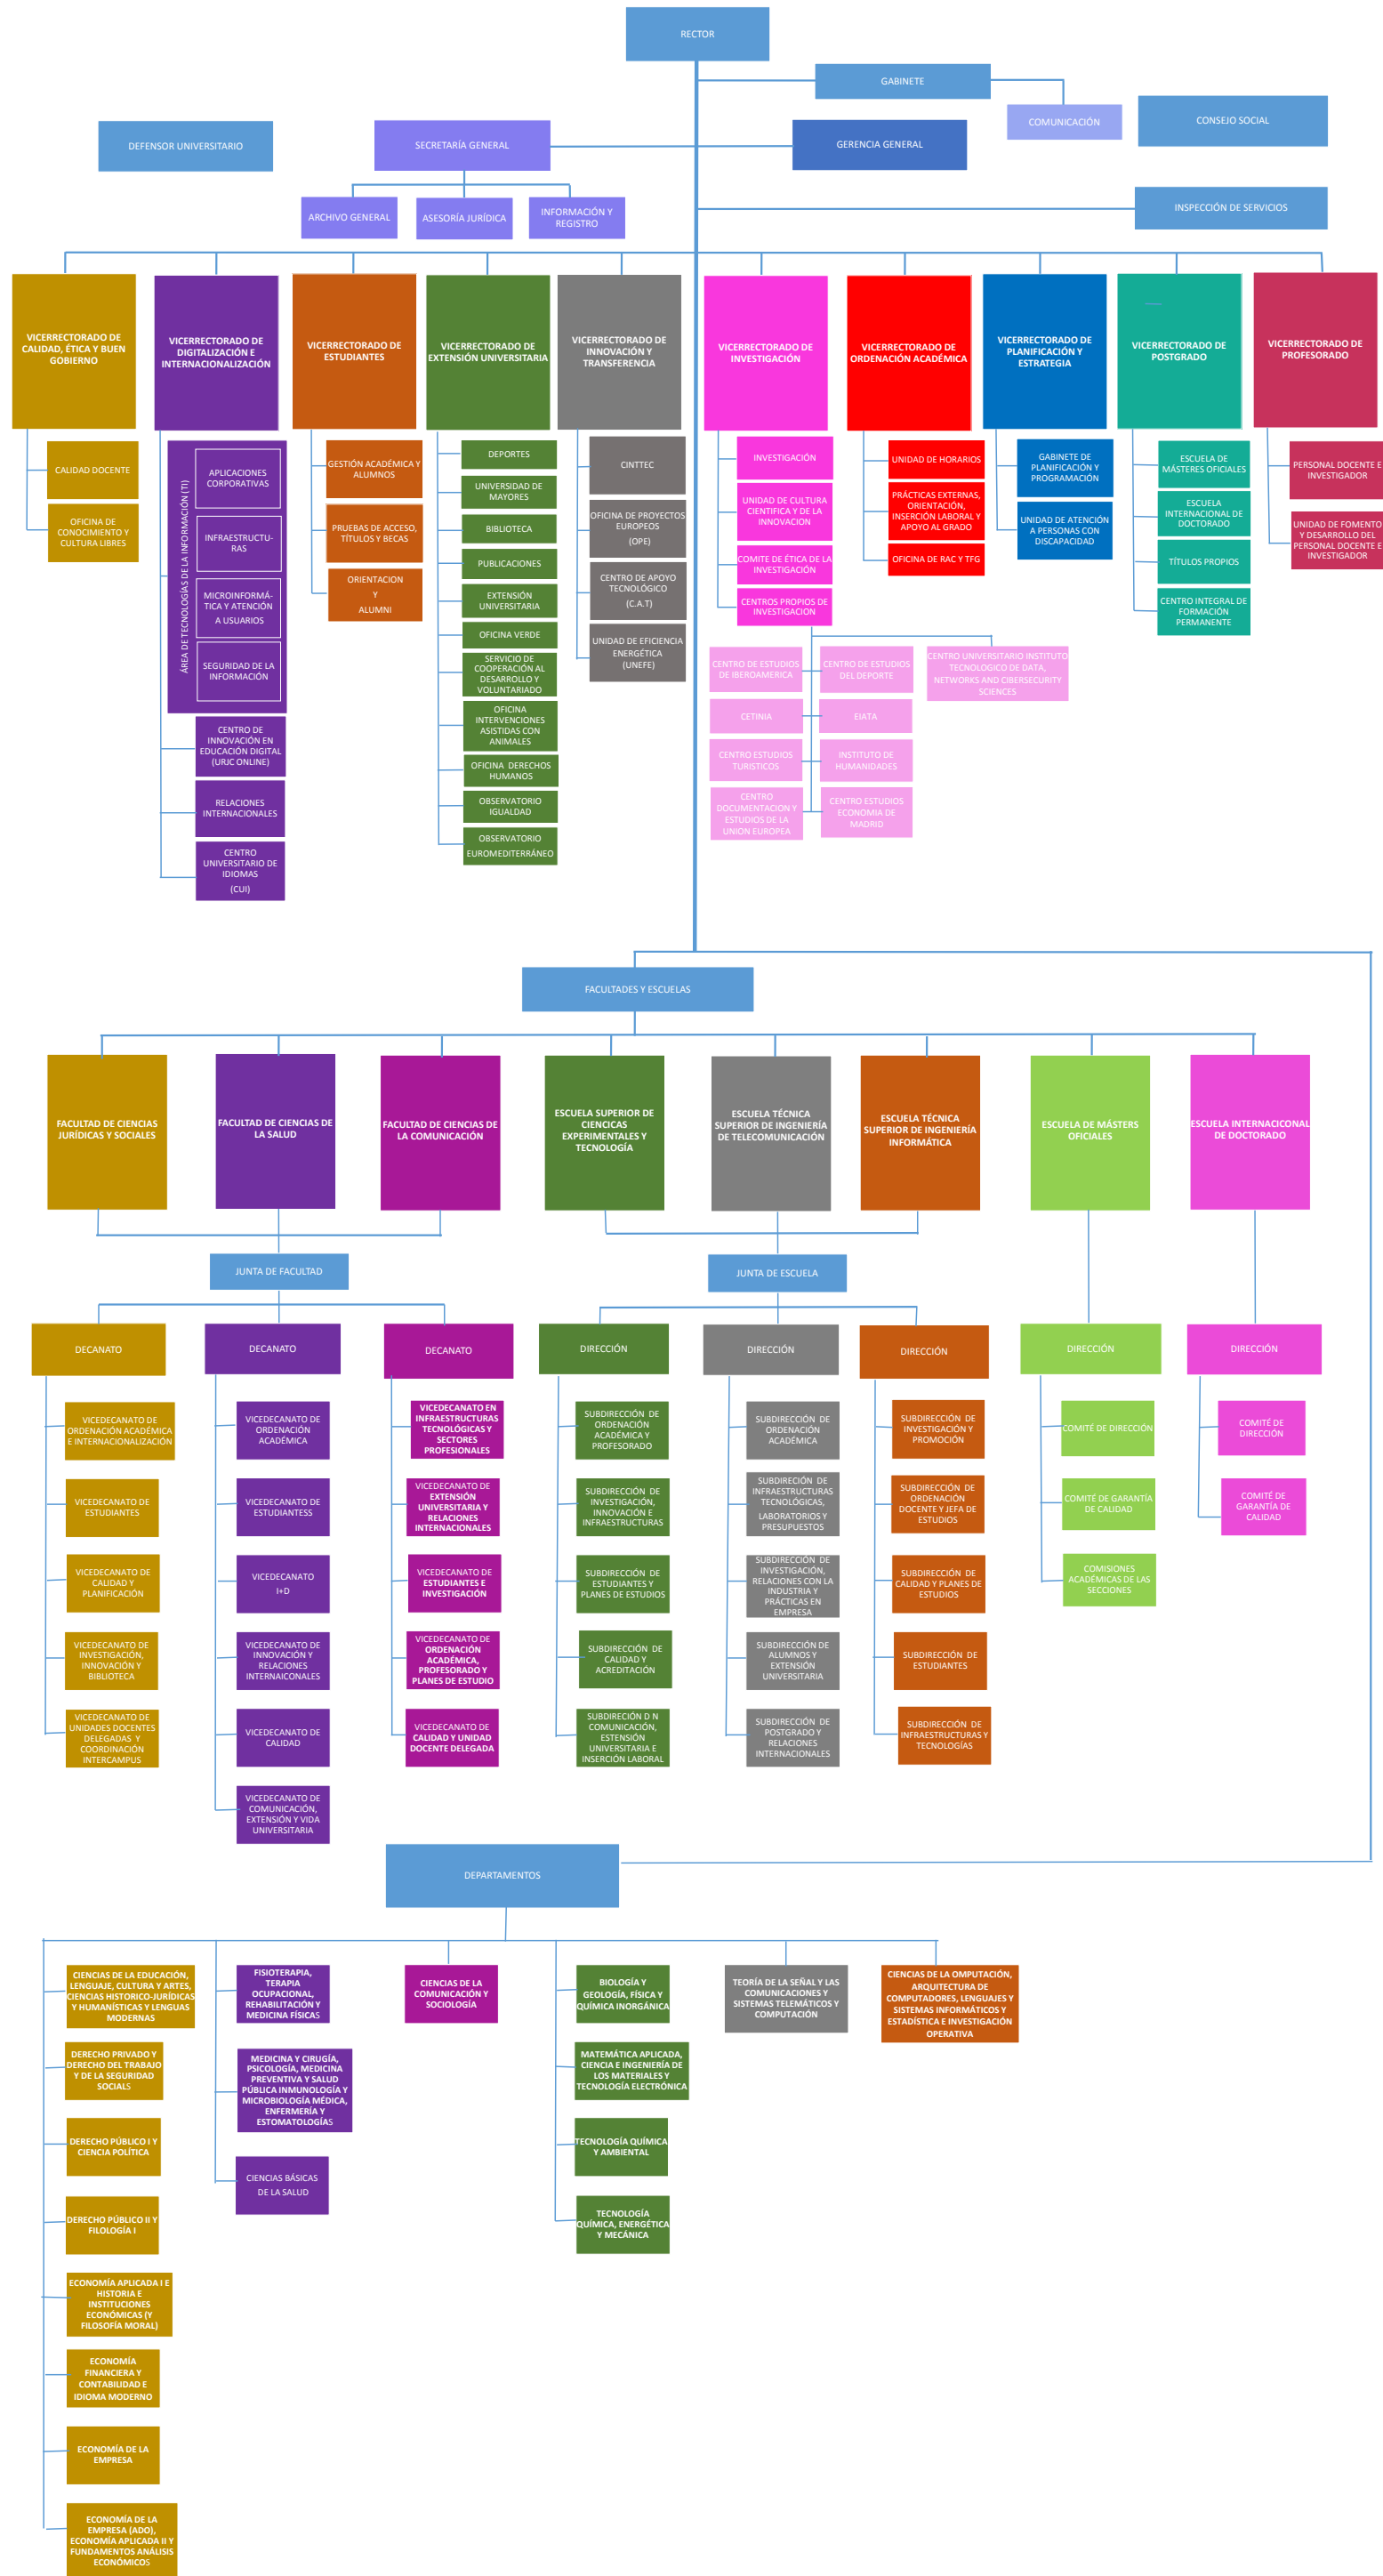 RECTOR
GABINETE
COMUNICACIÓN
CONSEJO SOCIAL
DEFENSOR UNIVERSITARIO
SECRETARÍA GENERAL
GERENCIA GENERAL
ARCHIVO GENERAL
ASESORÍA JURÍDICA
INFORMACIÓN Y
REGISTRO
INSPECCIÓN DE SERVICIOS
VICERRECTORADO DE
CALIDAD, ÉTICA Y BUEN
GOBIERNO
VICERRECTORADO DE
DIGITALIZACIÓN E
INTERNACIONALIZACIÓN
VICERRECTORADO DE
ESTUDIANTES
VICERRECTORADO DE
EXTENSIÓN UNIVERSITARIA
VICERRECTORADO DE
INNOVACIÓN Y
TRANSFERENCIA
VICERRECTORADO DE
INVESTIGACIÓN
VICERRECTORADO DE
ORDENACIÓN ACADÉMICA
VICERRECTORADO DE
PLANIFICACIÓN Y
ESTRATEGIA
VICERRECTORADO DE
POSTGRADO
VICERRECTORADO DE
PROFESORADO
CALIDAD DOCENTE
OFICINA DE
CONOCIMIENTO Y
CULTURA LIBRES
ÁREA DE TECNOLOGÍAS DE LA INFORMACIÓN (TI)
APLICACIONES
CORPORATIVAS
INFRAESTRUCTU-
RAS
MICROINFORMÁ-
TICA Y ATENCIÓN
A USUARIOS
SEGURIDAD DE LA
INFORMACIÓN
CENTRO DE
INNOVACIÓN EN
EDUCACIÓN DIGITAL
(URJC ONLINE)
RELACIONES
INTERNACIONALES
CENTRO
UNIVERSITARIO DE
IDIOMAS
(CUI)
GESTIÓN ACADÉMICA Y
ALUMNOS
PRUEBAS DE ACCESO,
TÍTULOS Y BECAS
ORIENTACION
Y
ALUMNI
DEPORTES
UNIVERSIDAD DE
MAYORES
BIBLIOTECA
PUBLICACIONES
EXTENSIÓN
UNIVERSITARIA
OFICINA VERDE
SERVICIO DE
COOPERACIÓN AL
DESARROLLO Y
VOLUNTARIADO
OFICINA
INTERVENCIONES
ASISTIDAS CON
ANIMALES
OFICINA DERECHOS
HUMANOS
OBSERVATORIO
IGUALDAD
OBSERVATORIO
EUROMEDITERRÁNEO
CINTTEC
OFICINA DE PROYECTOS
EUROPEOS
(OPE)
CENTRO DE APOYO
TECNOLÓGICO
(C.A.T)
UNIDAD DE EFICIENCIA
ENERGÉTICA
(UNEFE)
INVESTIGACIÓN
UNIDAD DE CULTURA
CIENTIFICA Y DE LA
INNOVACION
COMITE DE ÉTICA DE LA
INVESTIGACIÓN
CENTROS PROPIOS DE
INVESTIGACION
CENTRO DE ESTUDIOS
DE IBEROAMERICA
CENTRO DE ESTUDIOS
DEL DEPORTE
CENTRO UNIVERSITARIO INSTITUTO
TECNOLOGICO DE DATA,
NETWORKS AND CIBERSECURITY
SCIENCES
CETINIA
EIATA
CENTRO ESTUDIOS
TURISTICOS
INSTITUTO DE
HUMANIDADES
CENTRO
DOCUMENTACION Y
ESTUDIOS DE LA
UNION EUROPEA
CENTRO ESTUDIOS
ECONOMIA DE
MADRID
UNIDAD DE HORARIOS
PRÁCTICAS EXTERNAS,
ORIENTACIÓN,
INSERCIÓN LABORAL Y
APOYO AL GRADO
OFICINA DE RAC Y TFG
GABINETE DE
PLANIFICACIÓN Y
PROGRAMACIÓN
UNIDAD DE ATENCIÓN
A PERSONAS CON
DISCAPACIDAD
ESCUELA DE
MÁSTERES OFICIALES
ESCUELA
INTERNACIONAL DE
DOCTORADO
TÍTULOS PROPIOS
CENTRO INTEGRAL DE
FORMACIÓN
PERMANENTE
PERSONAL DOCENTE E
INVESTIGADOR
UNIDAD DE FOMENTO
Y DESARROLLO DEL
PERSONAL DOCENTE E
INVESTIGADOR
FACULTADES Y ESCUELAS
FACULTAD DE CIENCIAS
JURÍDICAS Y SOCIALES
FACULTAD DE CIENCIAS DE
LA SALUD
FACULTAD DE CIENCIAS DE
LA COMUNICACIÓN
ESCUELA SUPERIOR DE
CIENCICAS
EXPERIMENTALES Y
TECNOLOGÍA
ESCUELA TÉCNICA
SUPERIOR DE INGENIERÍA
DE TELECOMUNICACIÓN
ESCUELA TÉCNICA
SUPERIOR DE INGENIERÍA
INFORMÁTICA
ESCUELA DE MÁSTERS
OFICIALES
ESCUELA INTERNACICONAL
DE DOCTORADO
JUNTA DE FACULTAD
JUNTA DE ESCUELA
DECANATO
DECANATO
DECANATO
DIRECCIÓN
DIRECCIÓN
DIRECCIÓN
DIRECCIÓN
DIRECCIÓN
VICEDECANATO DE
ORDENACIÓN ACADÉMICA
E INTERNACIONALIZACIÓN
VICEDECANATO DE
ESTUDIANTES
VICEDECANATO DE
CALIDAD Y
PLANIFICACIÓN
VICEDECANATO DE
INVESTIGACIÓN,
INNOVACIÓN Y
BIBLIOTECA
VICEDECANATO DE
UNIDADES DOCENTES
DELEGADAS Y
COORDINACIÓN
INTERCAMPUS
VICEDECANATO DE
ORDENACIÓN
ACADÉMICA
VICEDECANATO DE
ESTUDIANTESS
VICEDECANATO
I+D
VICEDECANATO DE
INNOVACIÓN Y
RELACIONES
INTERNAICONALES
VICEDECANATO DE
CALIDAD
VICEDECANATO DE
COMUNICACIÓN,
EXTENSIÓN Y VIDA
UNIVERSITARIA
VICEDECANATO EN
INFRAESTRUCTURAS
TECNOLÓGICAS Y
SECTORES
PROFESIONALES
VICEDECANATO DE
EXTENSIÓN
UNIVERSITARIA Y
RELACIONES
INTERNACIONALES
VICEDECANATO DE
ESTUDIANTES E
INVESTIGACIÓN
VICEDECANATO DE
ORDENACIÓN
ACADÉMICA,
PROFESORADO Y
PLANES DE ESTUDIO
VICEDECANATO DE
CALIDAD Y UNIDAD
DOCENTE DELEGADA
SUBDIRECCIÓN DE
ORDENACIÓN
ACADÉMICA Y
PROFESORADO
SUBDIRECCIÓN DE
INVESTIGACIÓN,
INNOVACIÓN E
INFRAESTRUCTURAS
SUBDIRECCIÓN DE
ESTUDIANTES Y
PLANES DE ESTUDIOS
SUBDIRECCIÓN DE
CALIDAD Y
ACREDITACIÓN
SUBDIRECIÓN D N
COMUNICACIÓN,
ESTENSIÓN
UNIVERSITARIA E
INSERCIÓN LABORAL
SUBDIRECCIÓN DE
ORDENACIÓN
ACADÉMICA
SUBDIRECIÓN DE
INFRAESTRUCTURAS
TECNOLÓGICAS,
LABORATORIOS Y
PRESUPUESTOS
SUBDIRECCIÓN DE
INVESTIGACIÓN,
RELACIONES CON LA
INDUSTRIA Y
PRÁCTICAS EN
EMPRESA
SUBDIRECCIÓN DE
ALUMNOS Y
EXTENSIÓN
UNIVERSITARIA
SUBDIRECCIÓN DE
POSTGRADO Y
RELACIONES
INTERNACIONALES
SUBDIRECCIÓN DE
INVESTIGACIÓN Y
PROMOCIÓN
SUBDIRECCIÓN DE
ORDENACIÓN
DOCENTE Y JEFA DE
ESTUDIOS
SUBDIRECCIÓN DE
CALIDAD Y PLANES DE
ESTUDIOS
SUBDIRECCIÓN DE
ESTUDIANTES
SUBDIRECCIÓN DE
INFRAESTRUCTURAS Y
TECNOLOGÍAS
COMITÉ DE DIRECCIÓN
COMITÉ DE GARANTÍA
DE CALIDAD
COMISIONES
ACADÉMICAS DE LAS
SECCIONES
COMITÉ DE
DIRECCIÓN
COMITÉ DE
GARANTÍA DE
CALIDAD
DEPARTAMENTOS
CIENCIAS DE LA EDUCACIÓN,
LENGUAJE, CULTURA Y ARTES,
CIENCIAS HISTORICO-JURÍDICAS
Y HUMANÍSTICAS Y LENGUAS
MODERNAS
DERECHO PRIVADO Y
DERECHO DEL TRABAJO
Y DE LA SEGURIDAD
SOCIALS
DERECHO PÚBLICO I Y
CIENCIA POLÍTICA
DERECHO PÚBLICO II Y
FILOLOGÍA I
ECONOMÍA APLICADA I E
HISTORIA E
INSTITUCIONES
ECONÓMICAS (Y
FILOSOFÍA MORAL)
ECONOMÍA
FINANCIERA Y
CONTABILIDAD E
IDIOMA MODERNO
ECONOMÍA DE LA
EMPRESA
ECONOMÍA DE LA
EMPRESA (ADO),
ECONOMÍA APLICADA II Y
FUNDAMENTOS ANÁLISIS
ECONÓMICOS
FISIOTERAPIA,
TERAPIA
OCUPACIONAL,
REHABILITACIÓN Y
MEDICINA FÍSICAS
MEDICINA Y CIRUGÍA,
PSICOLOGÍA, MEDICINA
PREVENTIVA Y SALUD
PÚBLICA INMUNOLOGÍA Y
MICROBIOLOGÍA MÉDICA,
ENFERMERÍA Y
ESTOMATOLOGÍAS
CIENCIAS BÁSICAS
DE LA SALUD
CIENCIAS DE LA
COMUNICACIÓN Y
SOCIOLOGÍA
BIOLOGÍA Y
GEOLOGÍA, FÍSICA Y
QUÍMICA INORGÁNICA
MATEMÁTICA APLICADA,
CIENCIA E INGENIERÍA DE
LOS MATERIALES Y
TECNOLOGÍA ELECTRÓNICA
TECNOLOGÍA QUÍMICA
Y AMBIENTAL
TECNOLOGÍA
QUÍMICA, ENERGÉTICA
Y MECÁNICA
TEORÍA DE LA SEÑAL Y LAS
COMUNICACIONES Y
SISTEMAS TELEMÁTICOS Y
COMPUTACIÓN
CIENCIAS DE LA OMPUTACIÓN,
ARQUITECTURA DE
COMPUTADORES, LENGUAJES Y
SISTEMAS INFORMÁTICOS Y
ESTADÍSTICA E INVESTIGACIÓN
OPERATIVA